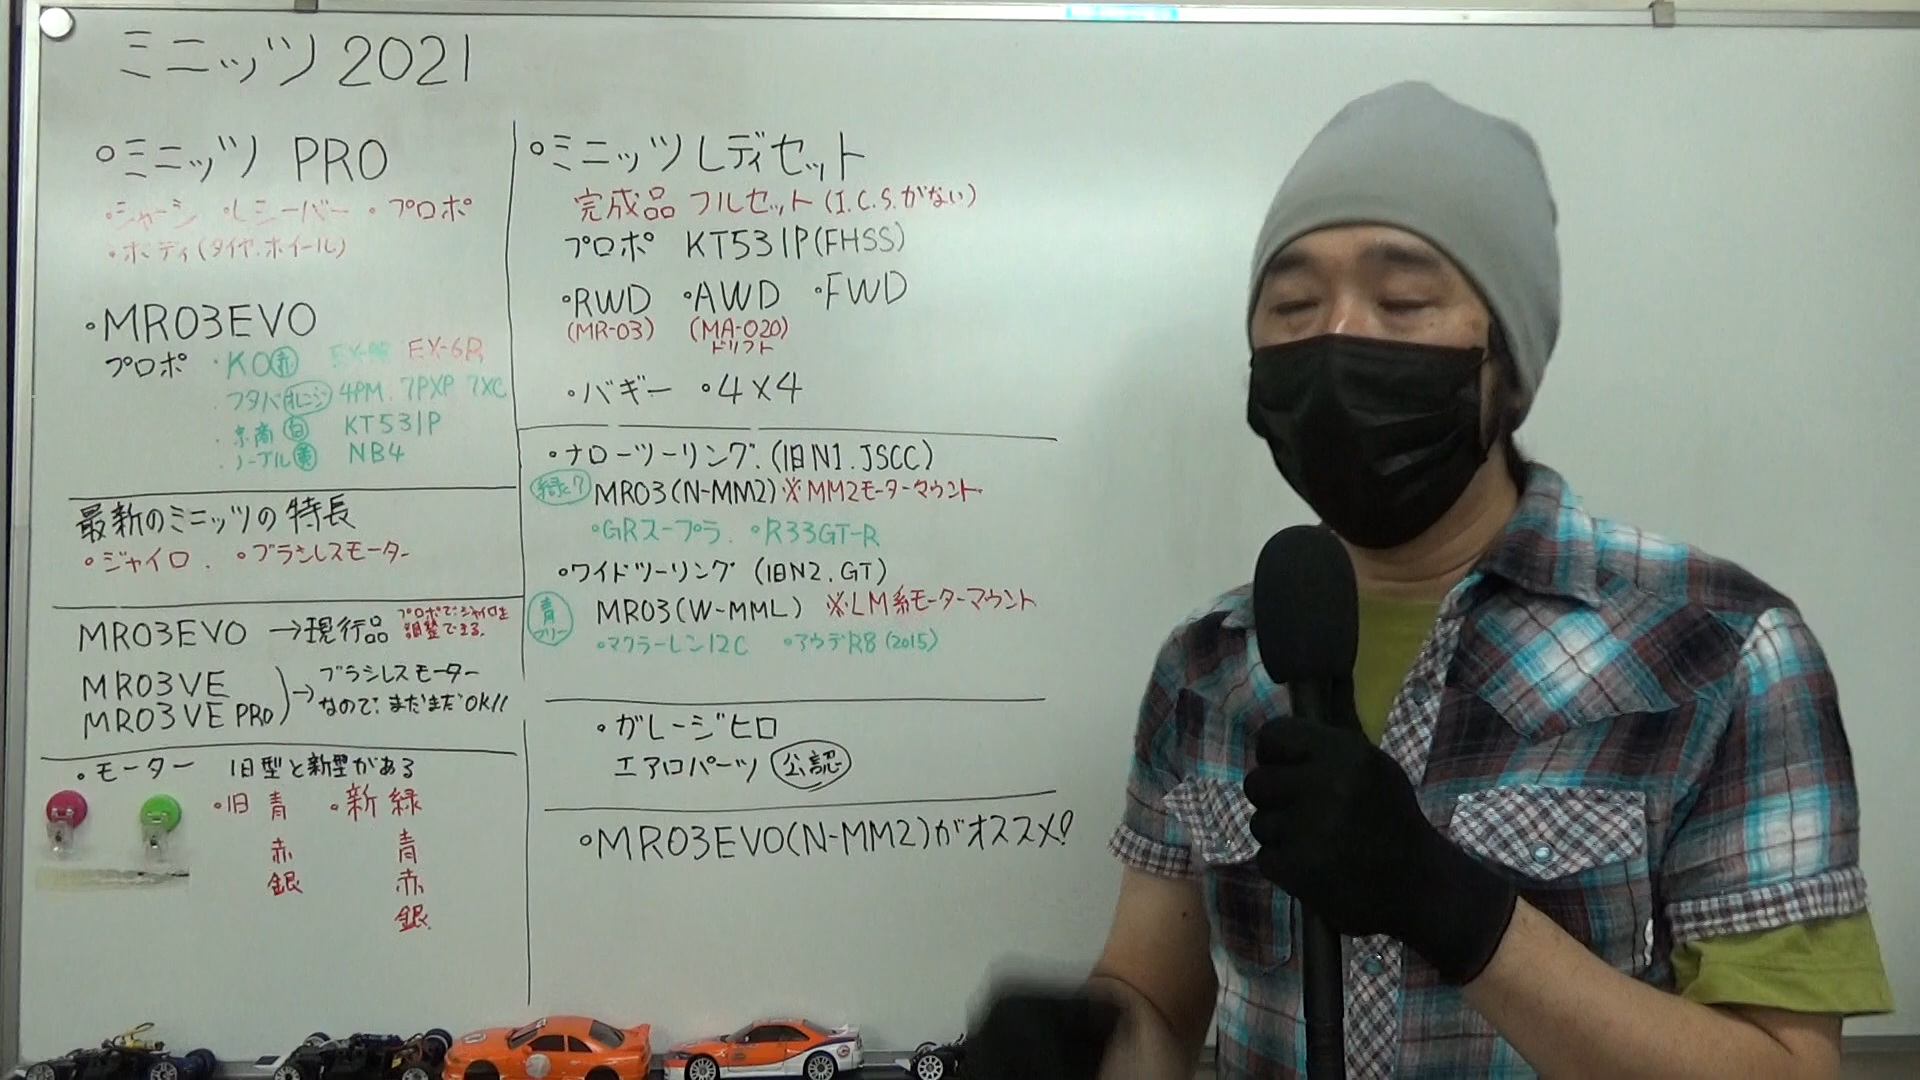 ミニッツ 2021
○ミニッツ PRO
・シャーシ ・レシーバー ・プロポ
・ボディ(タイヤ.ホイール)
・MR03EVO
プロポ ・KO赤 EX-6R
・フタバ オレンジ 4PM. 7PXP 7XC
・京商 白 KT531P
・ノーブル 黄 NB4
最新のミニッツの特長
・ジャイロ. ・ブラシレスモーター
MR03EVO →現行品 プロポでジャイロを調整できる.
MR03VE
MR03VE PRO
→ブラシレスモーター
なので.まだまだOK!!
・モーター 旧型と新型がある
・旧 青 ・新 緑
青
赤 赤
銀 銀
○ミニッツレディセット
完成品 フルセット(I.C.S.がない)
プロポ KT531P(FHSS)
・RWD ・AWD ・FWD
(MR-03) (MA-020)
ドリフト
・バギー ・4×4
・ナローツーリング.(旧N1.JSCC)
MR03(N-MM2) ※MM2モーターマウント
・GRスープラ. ・R33GT-R
・ワイドツーリング (旧N2.GT)
青フリー MR03(W-MML) ※LM系モーターマウント
・マクラーレン12C ・アウデR8(2015)
・ガレージヒロ
エアロパーツ 公認
・MR03EVO(N-MM2)がオススメ!